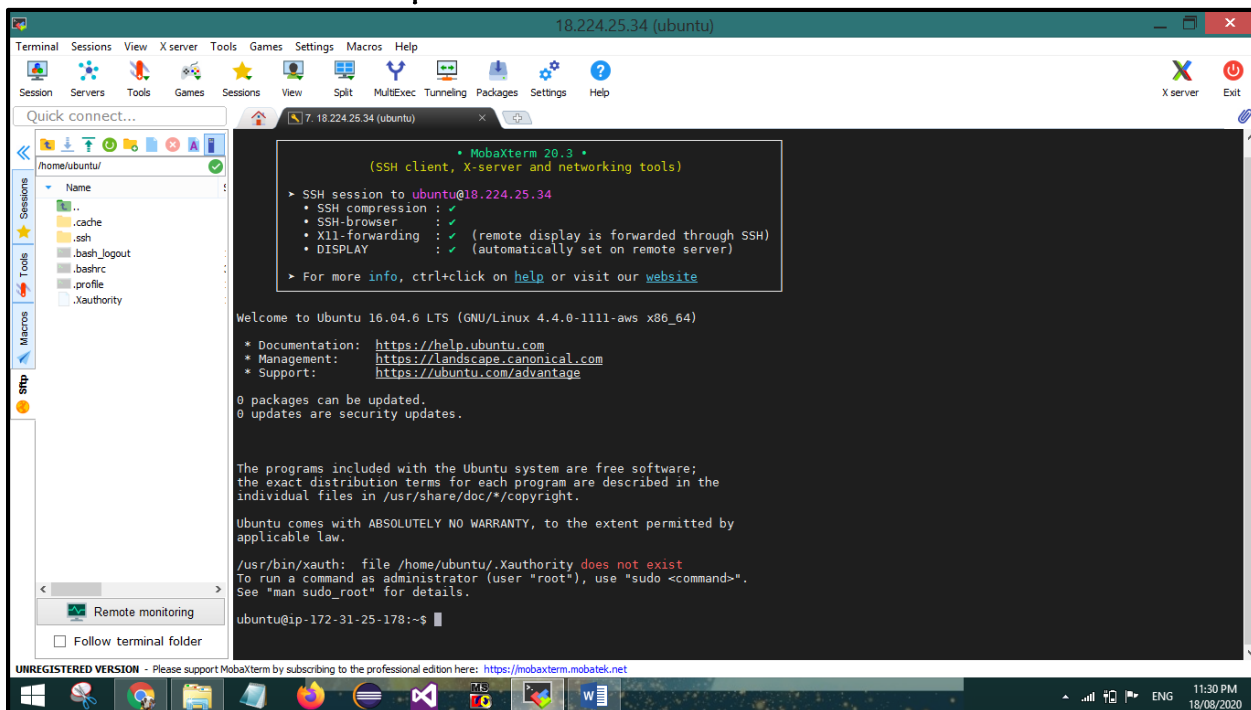 18.224.25.34 (ubuntu)
Terminal Sessions View X server Tools Games Settings Macros Help
Session Servers Tools Games Sessions View Split MultiExec Tunneling Packages Settings Help X server Exit
Quick connect...
7. 18.224.25.34 (ubuntu)
/home/ubuntu/
Name
..
.cache
.ssh
.bash_logout
.bashrc
.profile
.Xauthority
Sessions
Tools
Macros
Sftp
Remote monitoring
Follow terminal folder
• MobaXterm 20.3 •
(SSH client, X-server and networking tools)
➤ SSH session to ubuntu@18.224.25.34
• SSH compression : ✔
• SSH-browser : ✔
• X11-forwarding : ✔ (remote display is forwarded through SSH)
• DISPLAY : ✔ (automatically set on remote server)
➤ For more info, ctrl+click on help or visit our website
Welcome to Ubuntu 16.04.6 LTS (GNU/Linux 4.4.0-1111-aws x86_64)
* Documentation: https://help.ubuntu.com
* Management: https://landscape.canonical.com
* Support: https://ubuntu.com/advantage
0 packages can be updated.
0 updates are security updates.
The programs included with the Ubuntu system are free software;
the exact distribution terms for each program are described in the
individual files in /usr/share/doc/*/copyright.
Ubuntu comes with ABSOLUTELY NO WARRANTY, to the extent permitted by
applicable law.
/usr/bin/xauth: file /home/ubuntu/.Xauthority does not exist
To run a command as administrator (user "root"), use "sudo <command>".
See "man sudo_root" for details.
ubuntu@ip-172-31-25-178:~$
UNREGISTERED VERSION - Please support MobaXterm by subscribing to the professional edition here: https://mobaxterm.mobatek.net
ENG
11:30 PM
18/08/2020